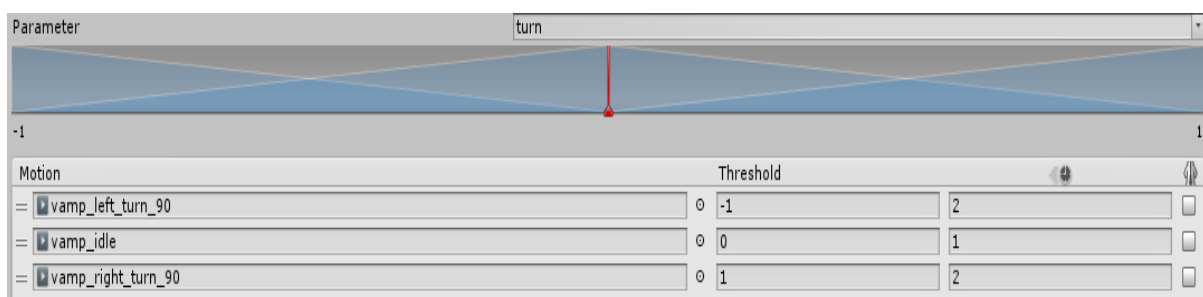 Parameter turn
-1 1
Motion Threshold
vamp_left_turn_90 -1 2
vamp_idle 0 1
vamp_right_turn_90 1 2